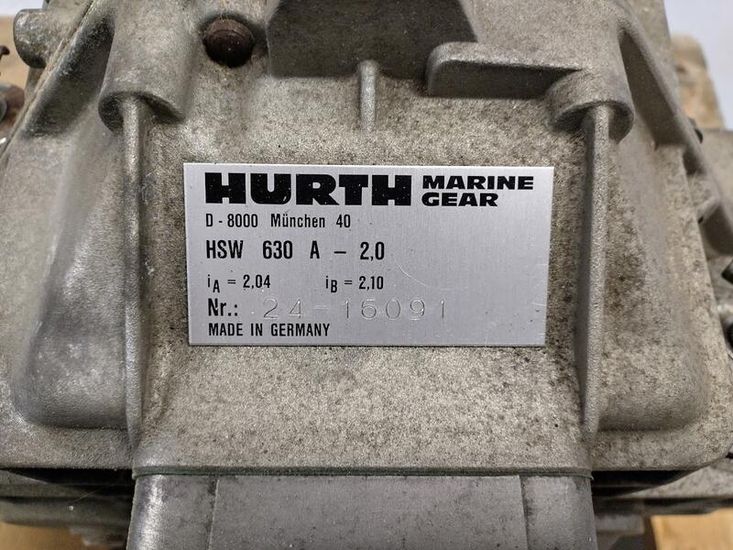 HURTH MARINE GEAR
D - 8000 München 40
HSW 630 A - 2,0
iA = 2,04 iB = 2,10
Nr.: 24-16091
MADE IN GERMANY